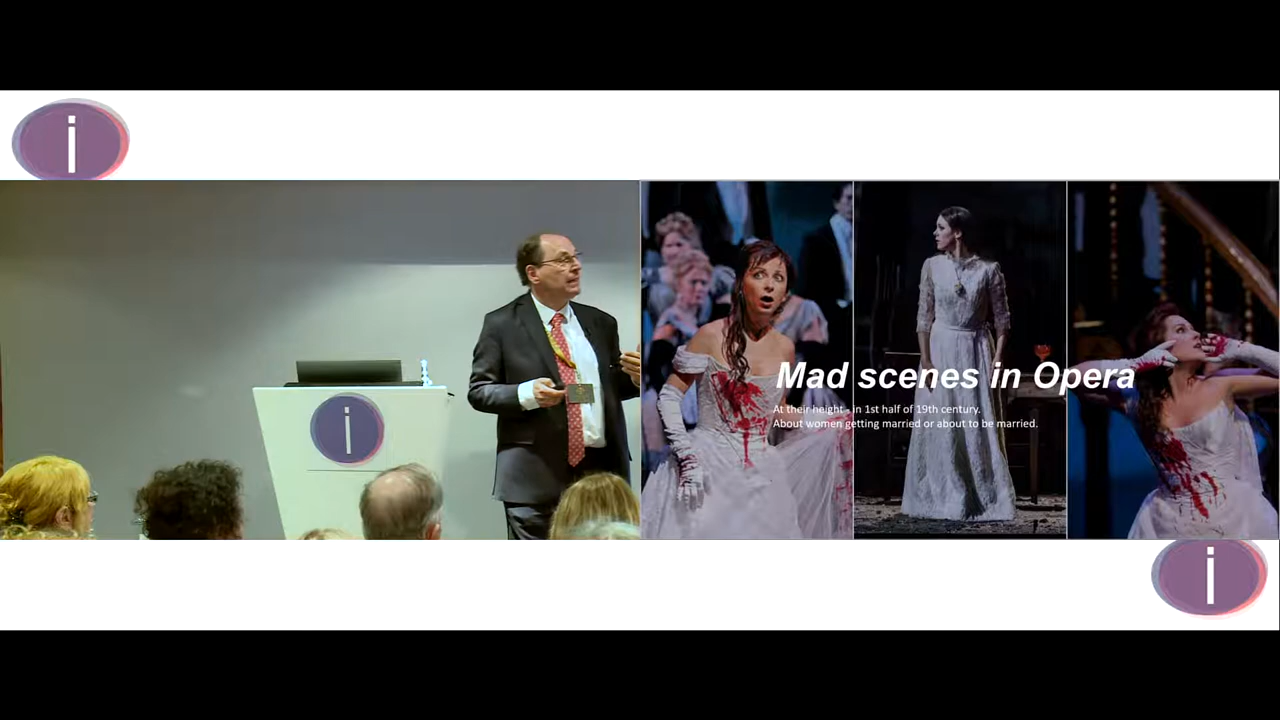 i
i
Mad scenes in Opera
At their height - in 1st half of 19th century.
About women getting married or about to be married.
i